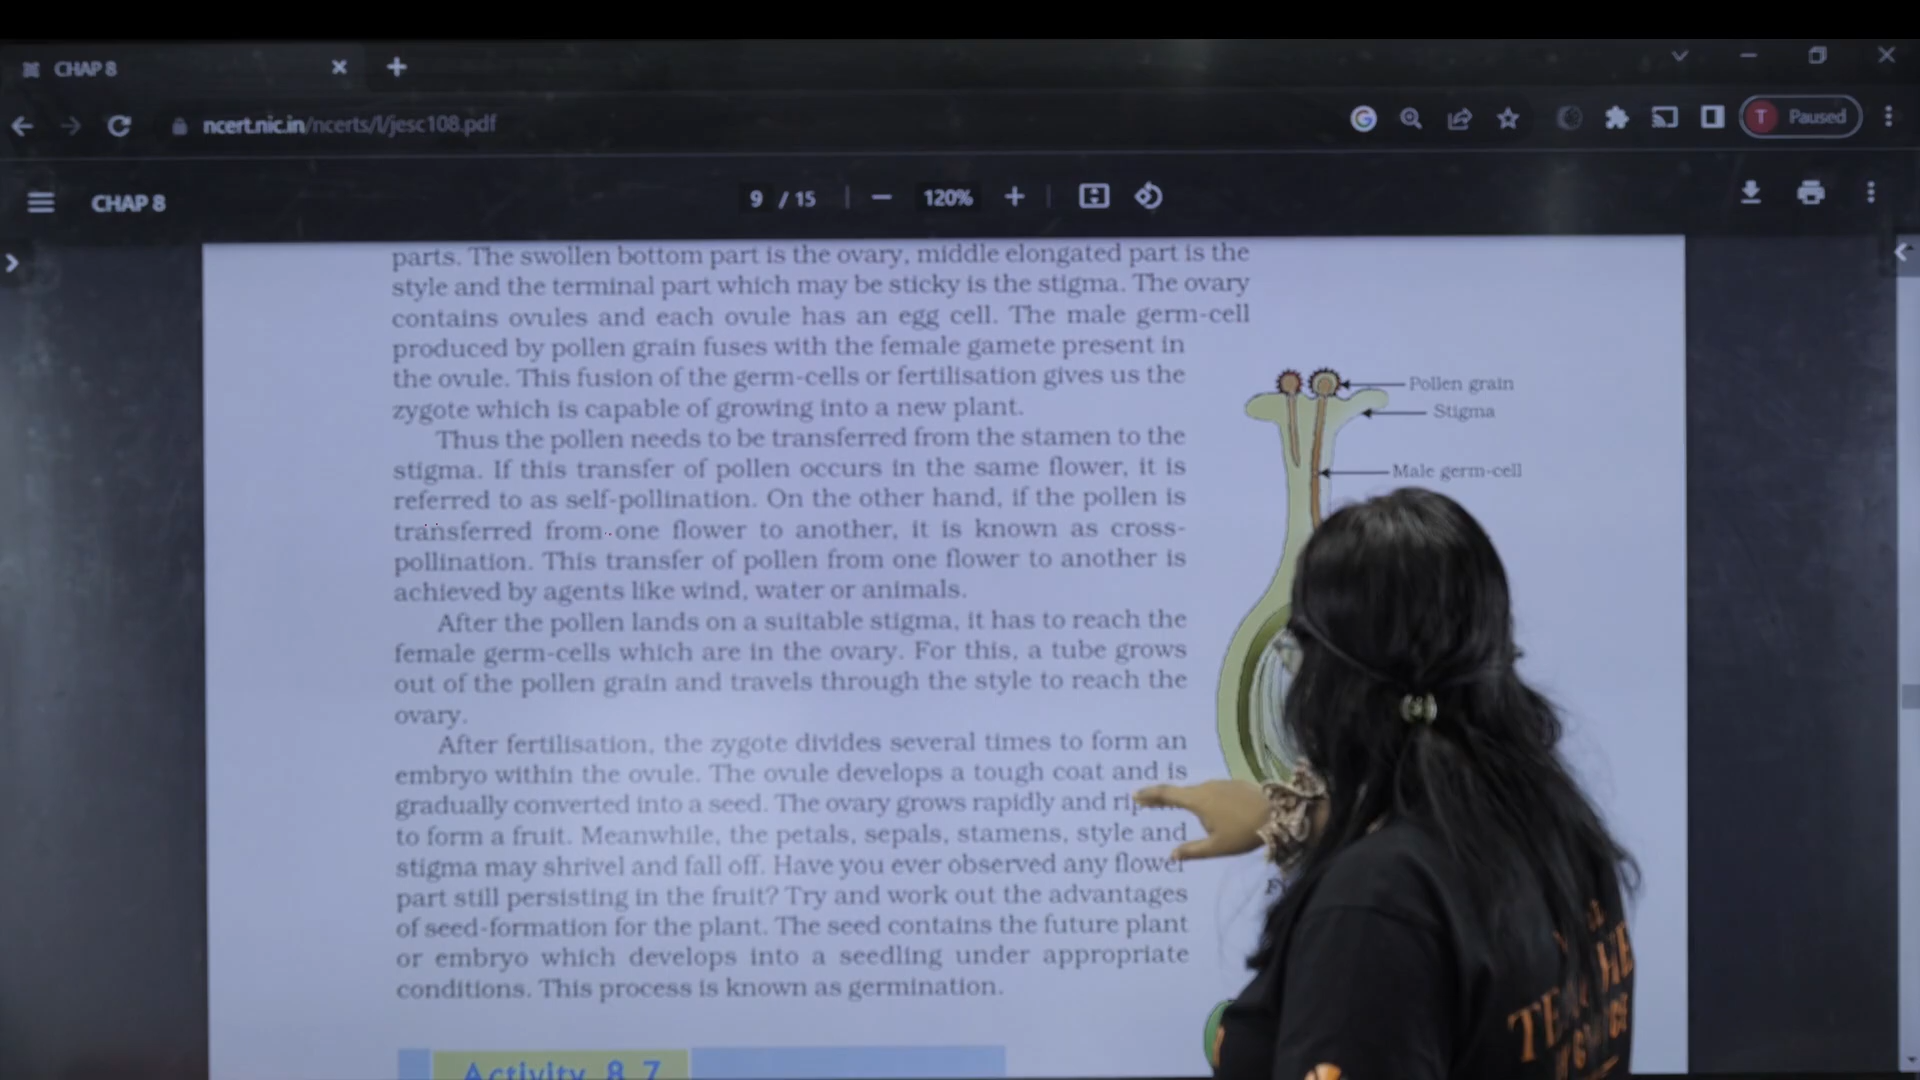 CHAP 8
ncert.nic.in/ncerts/l/jesc108.pdf
T Paused
CHAP 8
9 / 15
120%
parts. The swollen bottom part is the ovary, middle elongated part is the
style and the terminal part which may be sticky is the stigma. The ovary
contains ovules and each ovule has an egg cell. The male germ-cell
produced by pollen grain fuses with the female gamete present in
the ovule. This fusion of the germ-cells or fertilisation gives us the
zygote which is capable of growing into a new plant.
Thus the pollen needs to be transferred from the stamen to the
stigma. If this transfer of pollen occurs in the same flower, it is
referred to as self-pollination. On the other hand, if the pollen is
transferred from one flower to another, it is known as cross-
pollination. This transfer of pollen from one flower to another is
achieved by agents like wind, water or animals.
After the pollen lands on a suitable stigma, it has to reach the
female germ-cells which are in the ovary. For this, a tube grows
out of the pollen grain and travels through the style to reach the
ovary.
After fertilisation, the zygote divides several times to form an
embryo within the ovule. The ovule develops a tough coat and is
gradually converted into a seed. The ovary grows rapidly and
to form a fruit. Meanwhile, the petals, sepals, stamens, style and
stigma may shrivel and fall off. Have you ever observed any flower
part still persisting in the fruit? Try and work out the advantages
of seed-formation for the plant. The seed contains the future plant
or embryo which develops into a seedling under appropriate
conditions. This process is known as germination.
Pollen grain
Stigma
Male germ-cell
Activity 8.7